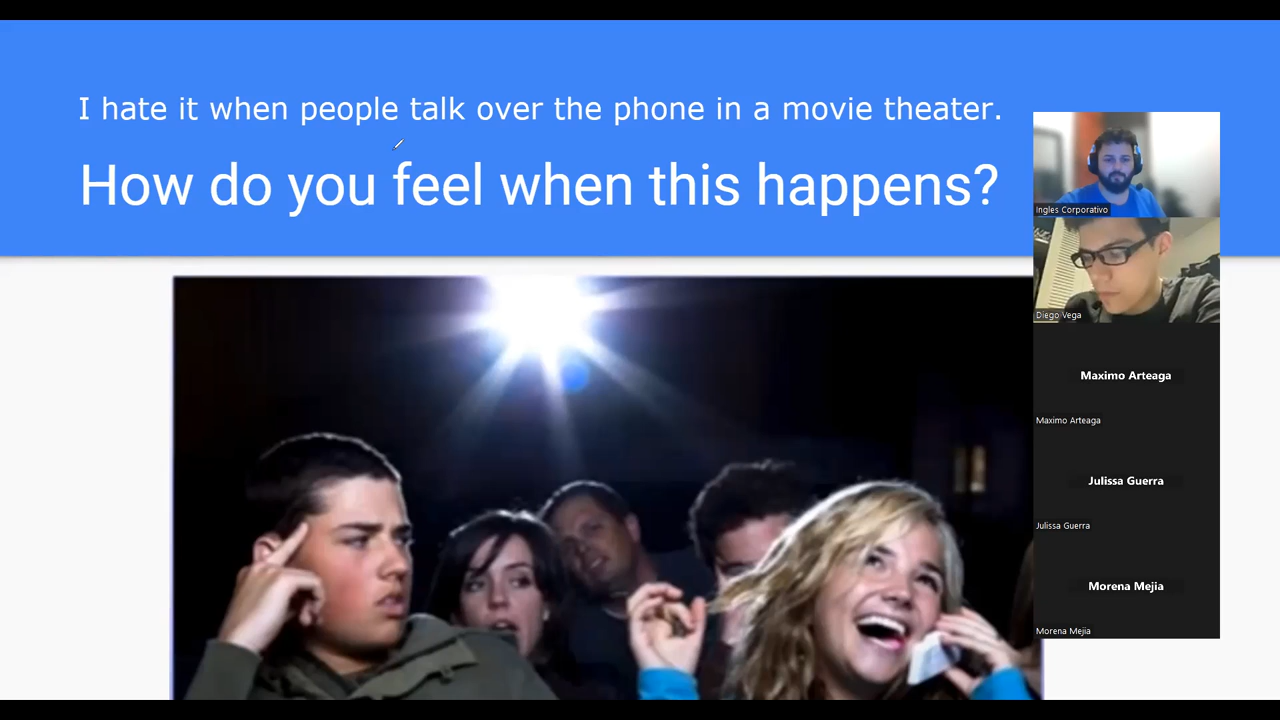 I hate it when people talk over the phone in a movie theater.
How do you feel when this happens?
Ingles Corporativo
Diego Vega
Maximo Arteaga
Maximo Arteaga
Julissa Guerra
Julissa Guerra
Morena Mejia
Morena Mejia